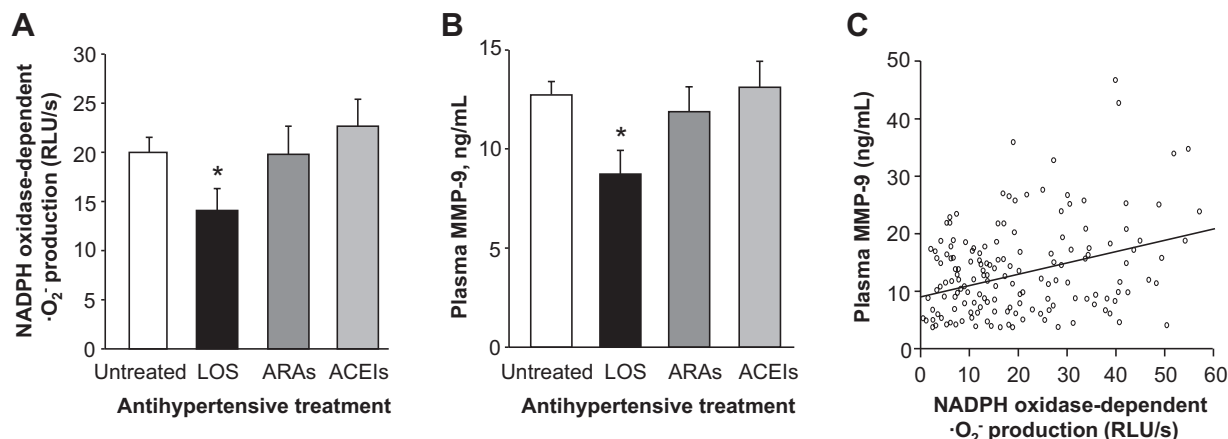 A
NADPH oxidase-dependent
·O₂⁻ production (RLU/s)
30
25
20
15
10
5
0
*
Untreated LOS ARAs ACEIs
Antihypertensive treatment
B
Plasma MMP-9, ng/mL
15
10
5
0
*
Untreated LOS ARAs ACEIs
Antihypertensive treatment
C
Plasma MMP-9 (ng/mL)
50
40
30
20
10
0
0 10 20 30 40 50 60
NADPH oxidase-dependent
·O₂⁻ production (RLU/s)